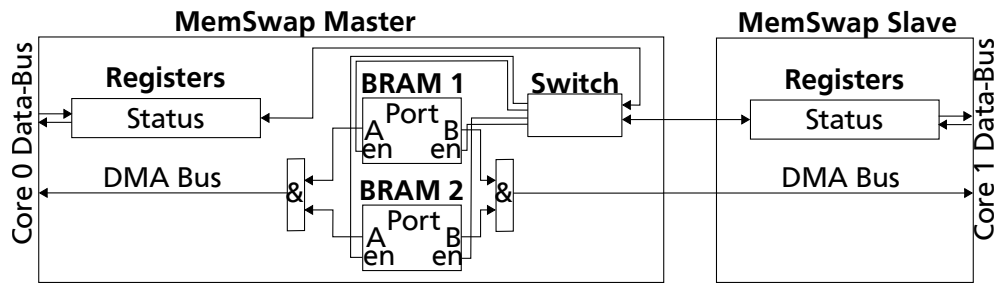 MemSwap Master
MemSwap Slave
Core 0 Data-Bus
Registers
Status
DMA Bus
&
BRAM 1
Port
A B
en en
BRAM 2
Port
A B
en en
Switch
&
Registers
Status
DMA Bus
Core 1 Data-Bus